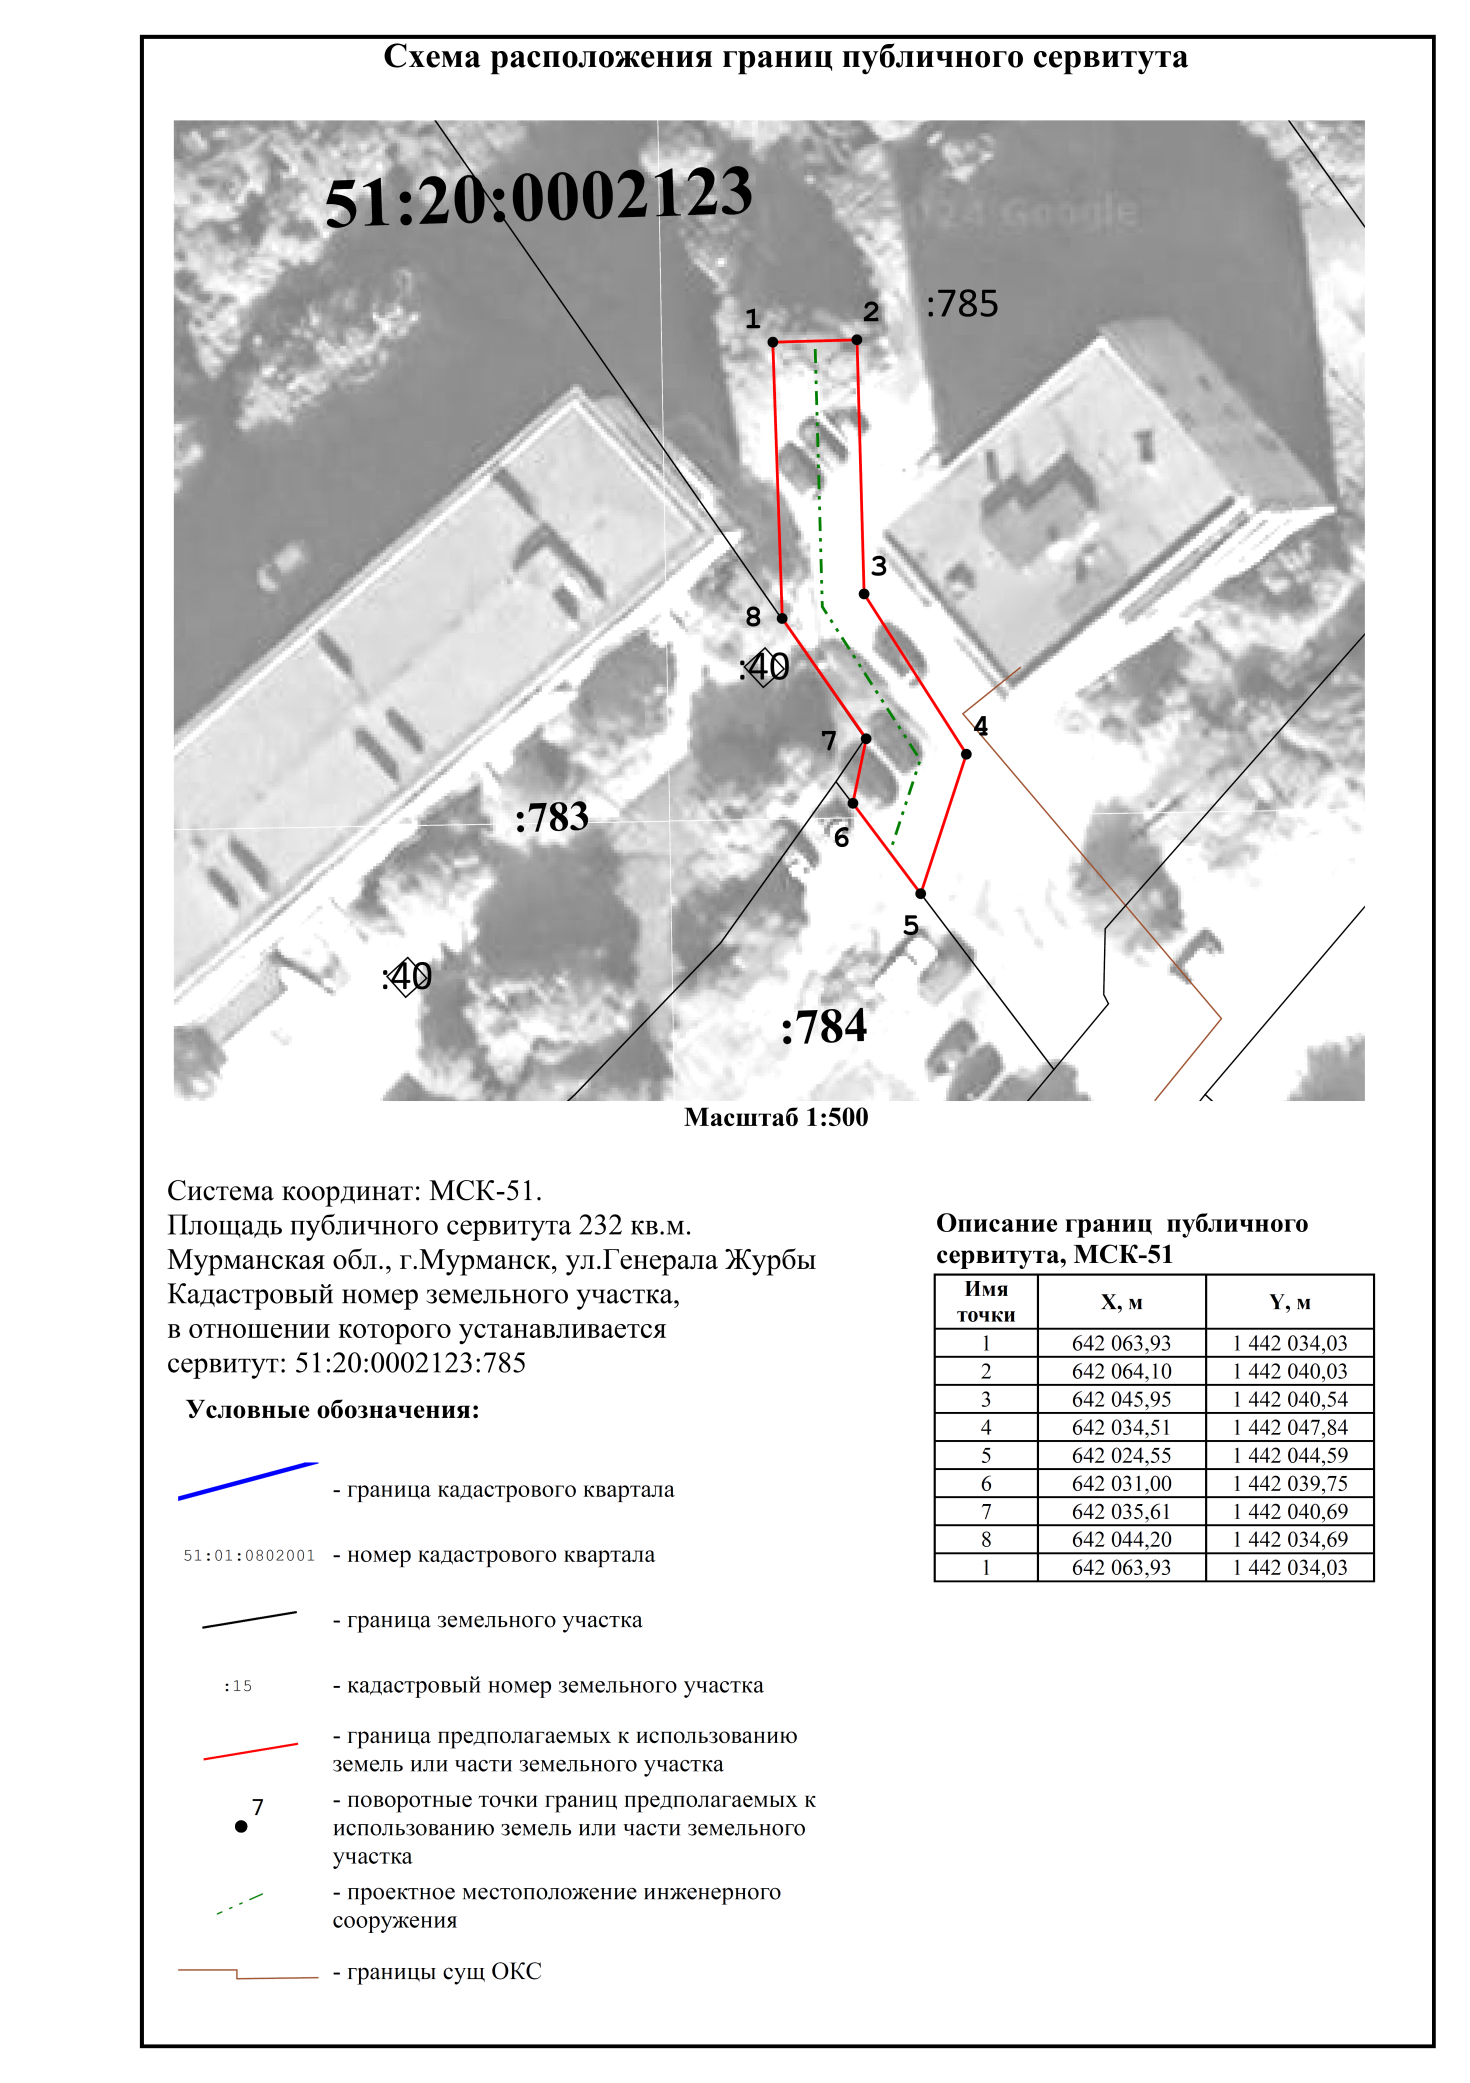 Схема расположения границ публичного сервитута
51:20:0002123
24 Google
:785
1
2
3
8
:40
4
7
:783
6
5
:40
:784
Масштаб 1:500
Система координат: МСК-51.
Площадь публичного сервитута 232 кв.м.
Мурманская обл., г.Мурманск, ул.Генерала Журбы
Кадастровый номер земельного участка,
в отношении которого устанавливается
сервитут: 51:20:0002123:785
Условные обозначения:
- граница кадастрового квартала
51:01:0802001 - номер кадастрового квартала
- граница земельного участка
:15 - кадастровый номер земельного участка
- граница предполагаемых к использованию
земель или части земельного участка
7
- поворотные точки границ предполагаемых к
использованию земель или части земельного
участка
- проектное местоположение инженерного
сооружения
- границы сущ ОКС
Описание границ публичного
сервитута, МСК-51
Имя точки X, м Y, м
1 642 063,93 1 442 034,03
2 642 064,10 1 442 040,03
3 642 045,95 1 442 040,54
4 642 034,51 1 442 047,84
5 642 024,55 1 442 044,59
6 642 031,00 1 442 039,75
7 642 035,61 1 442 040,69
8 642 044,20 1 442 034,69
1 642 063,93 1 442 034,03